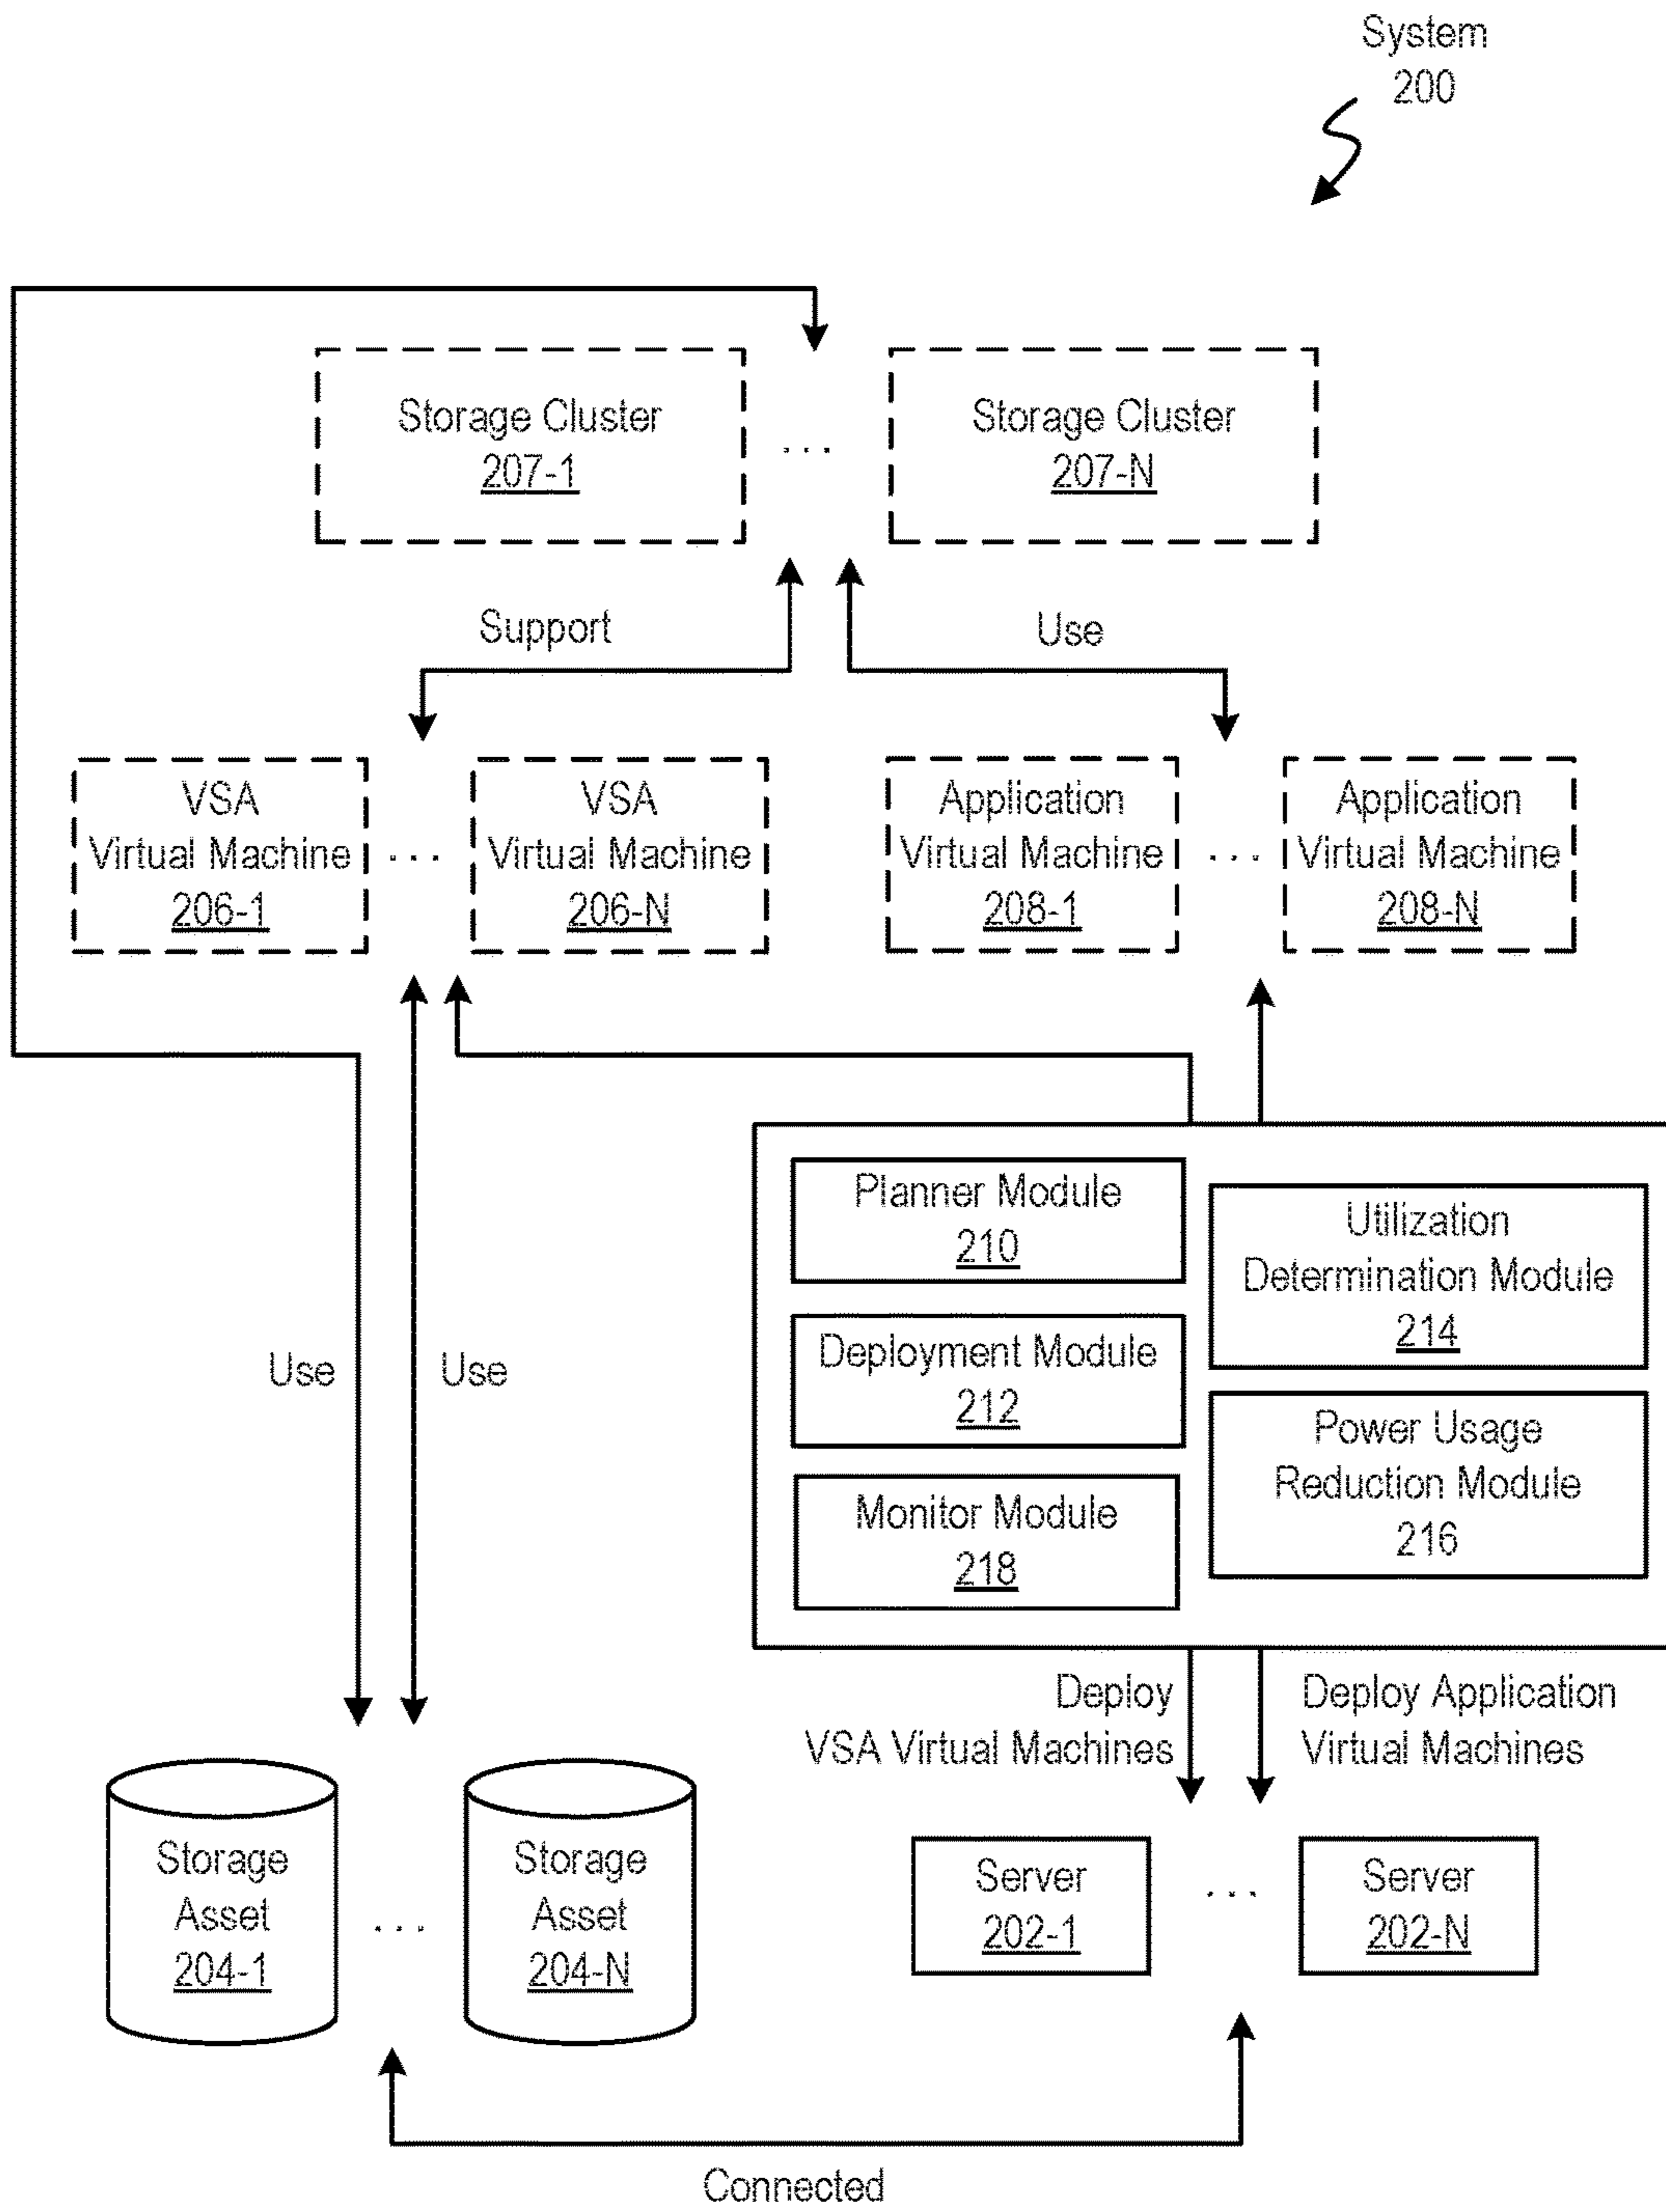 System
200
Storage Cluster
207-1
...
Storage Cluster
207-N
Support
Use
VSA
Virtual Machine
206-1
...
VSA
Virtual Machine
206-N
Application
Virtual Machine
208-1
...
Application
Virtual Machine
208-N
Planner Module
210
Deployment Module
212
Monitor Module
218
Utilization
Determination Module
214
Power Usage
Reduction Module
216
Use
Use
Deploy
VSA Virtual Machines
Deploy Application
Virtual Machines
Storage
Asset
204-1
...
Storage
Asset
204-N
Server
202-1
...
Server
202-N
Connected